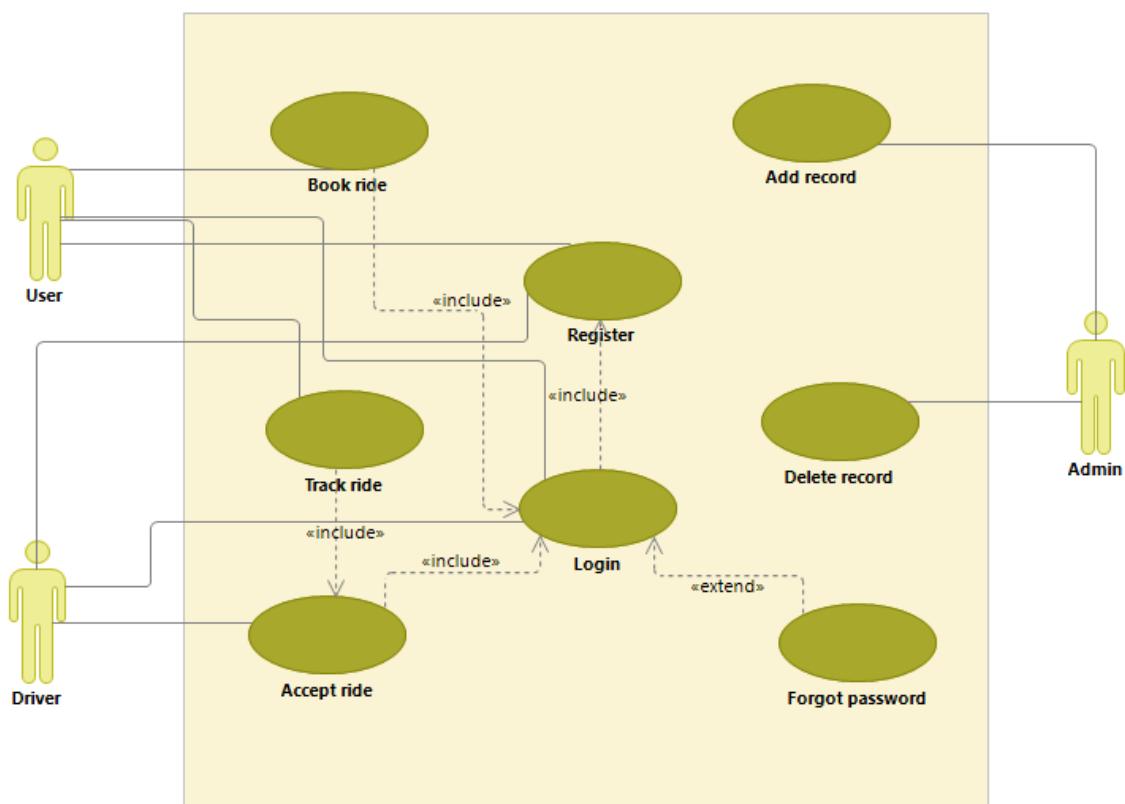 Book ride
Add record
User
«include»
Register
«include»
Track ride
Delete record
Admin
«include»
«include»
Login
«extend»
Driver
Accept ride
Forgot password